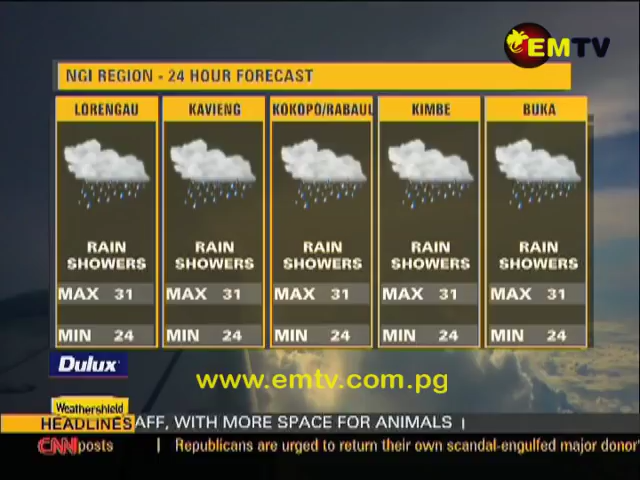 EMTV
NGI REGION - 24 HOUR FORECAST
LORENGAU KAVIENG KOKOPO/RABAUL KIMBE BUKA
RAIN SHOWERS RAIN SHOWERS RAIN SHOWERS RAIN SHOWERS RAIN SHOWERS
MAX 31 MAX 31 MAX 31 MAX 31 MAX 31
MIN 24 MIN 24 MIN 24 MIN 24 MIN 24
Dulux
www.emtv.com.pg
Weathershield
HEADLINES AFF, WITH MORE SPACE FOR ANIMALS |
CNN posts | Republicans are urged to return their own scandal-engulfed major donor'